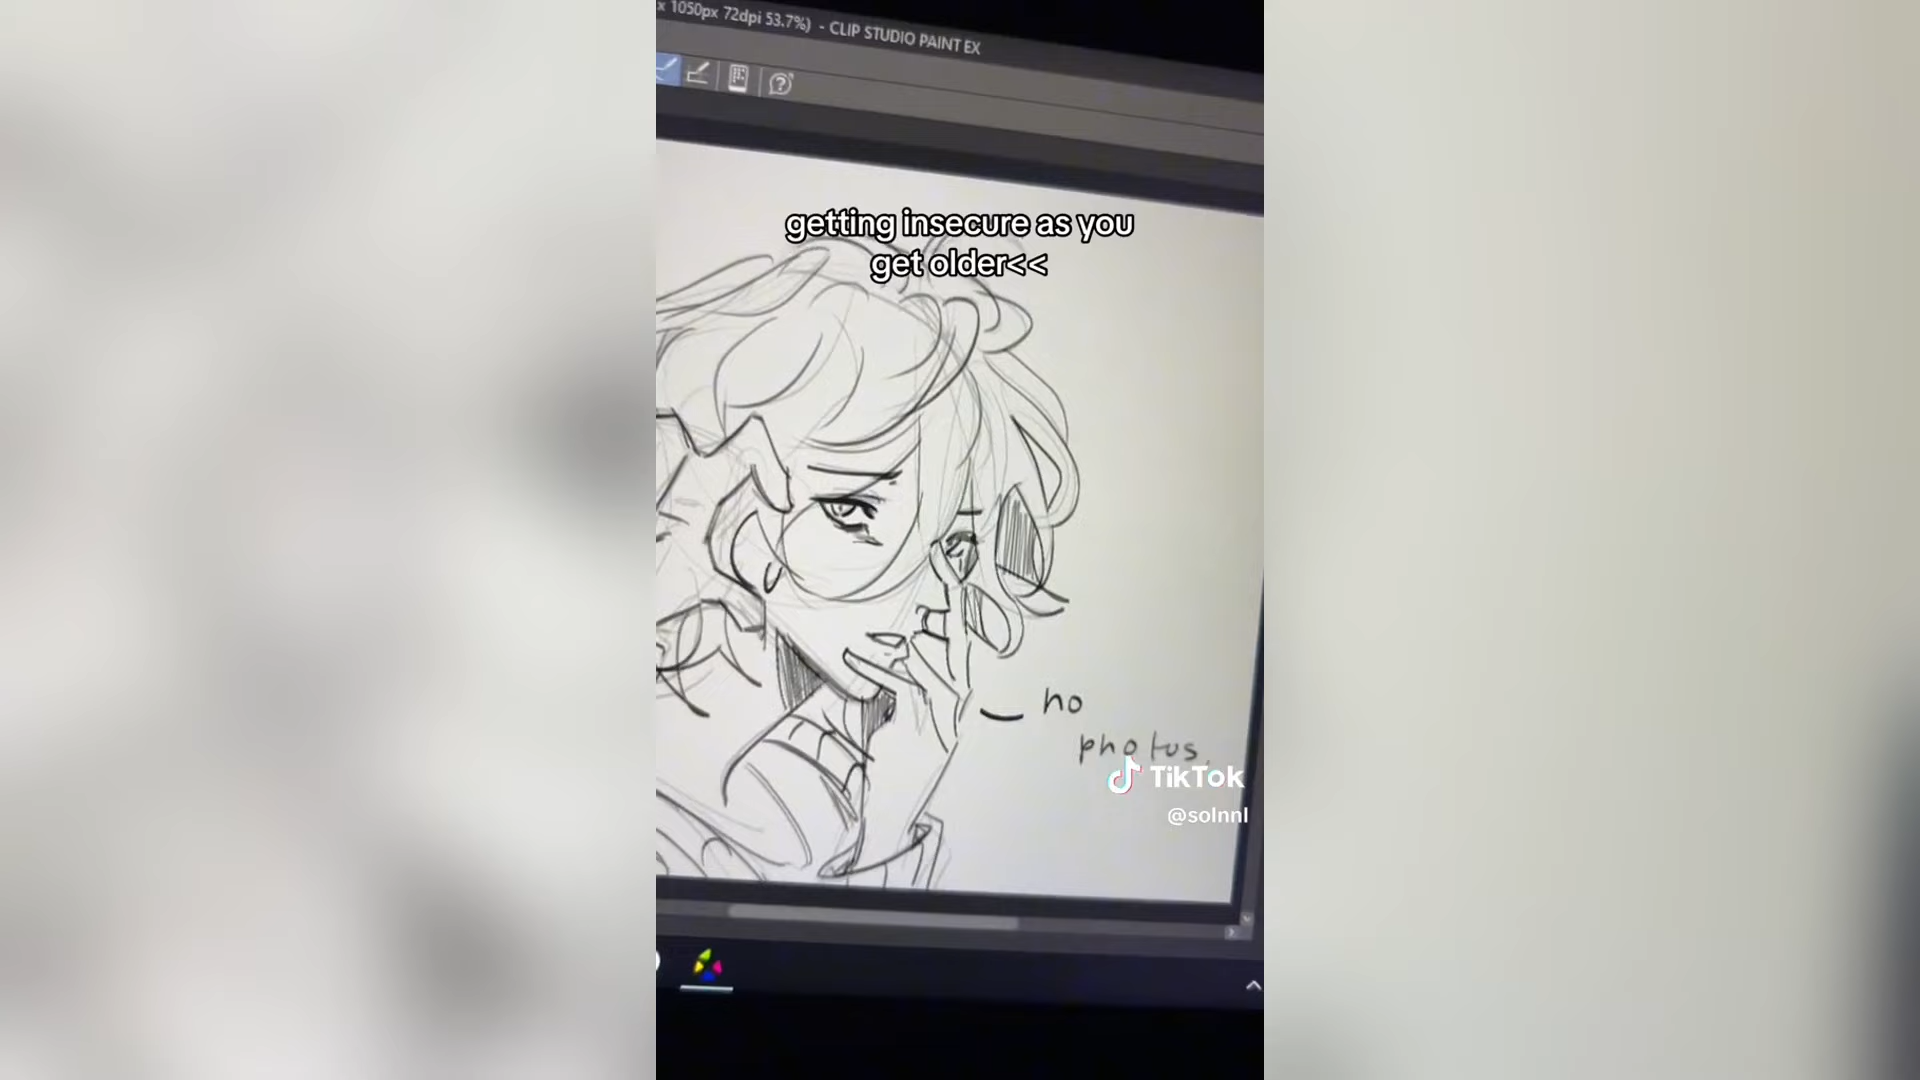 x 1050px 72dpi 53.7%) - CLIP STUDIO PAINT EX
getting insecure as you
get older<<
no
photos.
TikTok
@solnnl